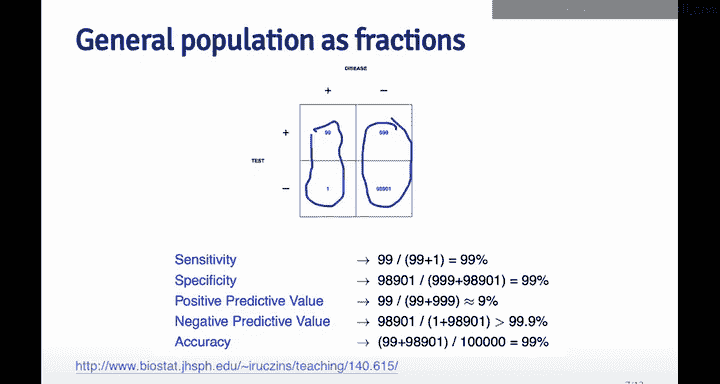 General population as fractions
DISEASE
+ −
+ 99
TEST
− 1 98901
Sensitivity → 99 / (99+1) = 99%
Specificity → 98901 / (999+98901) = 99%
Positive Predictive Value → 99 / (99+999) ≈ 9%
Negative Predictive Value → 98901 / (1+98901) > 99.9%
Accuracy → (99+98901) / 100000 = 99%
http://www.biostat.jhsph.edu/~iruczins/teaching/140.615/